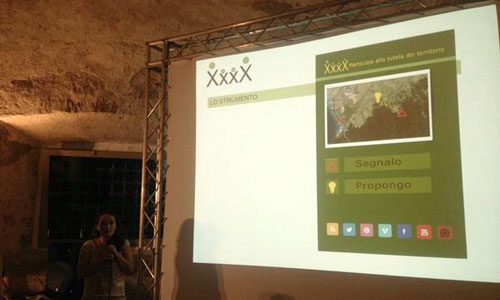 XxxX
LO STRUMENTO
XxxX Partecipa alla tutela del territorio
Segnalo
Propongo